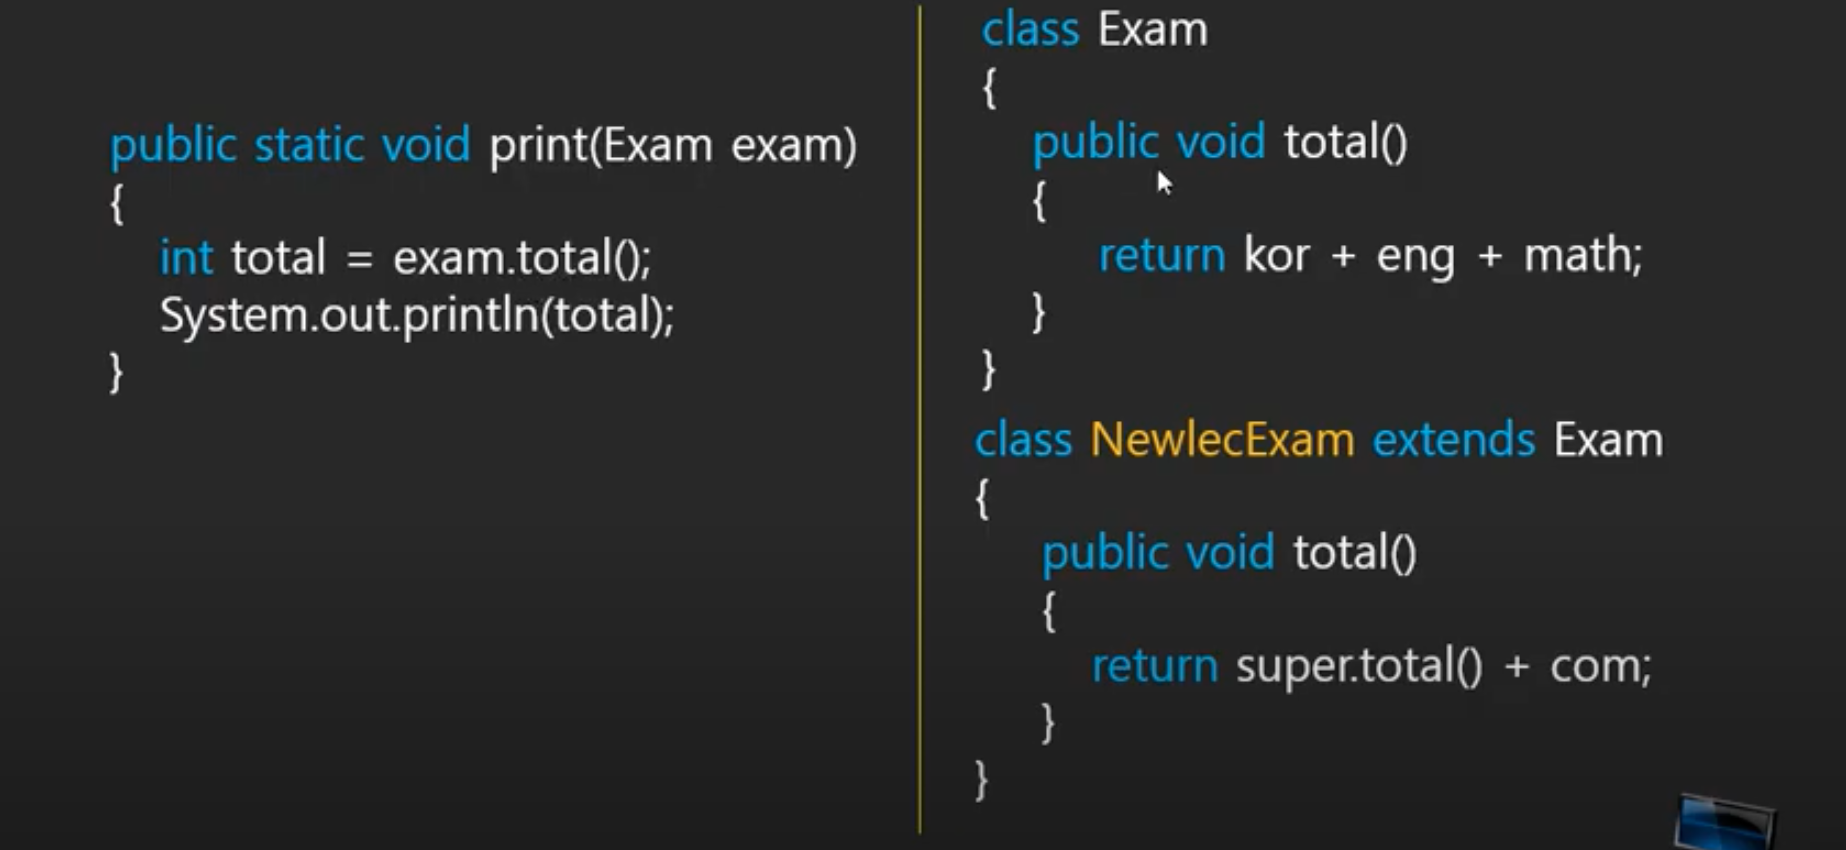 public static void print(Exam exam)
{
int total = exam.total();
System.out.println(total);
}
class Exam
{
public void total()
{
return kor + eng + math;
}
}
class NewlecExam extends Exam
{
public void total()
{
return super.total() + com;
}
}